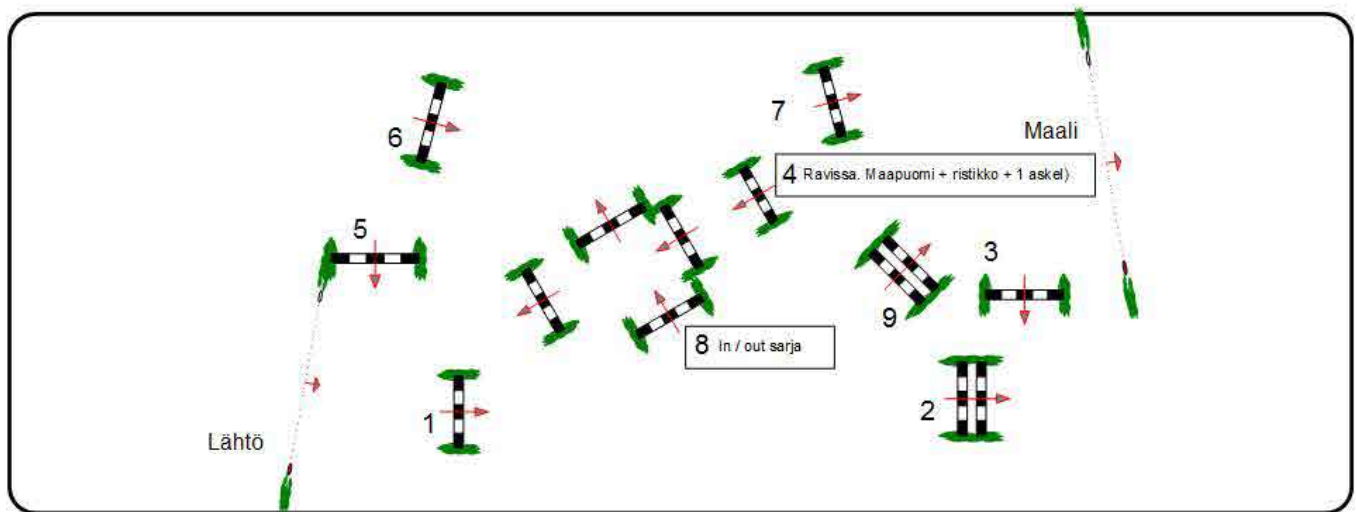 7
Maali
6
4 Ravissa. Maapuomi + ristikko + 1 askel)
5
3
9
8 In / out sarja
1
2
Lähtö